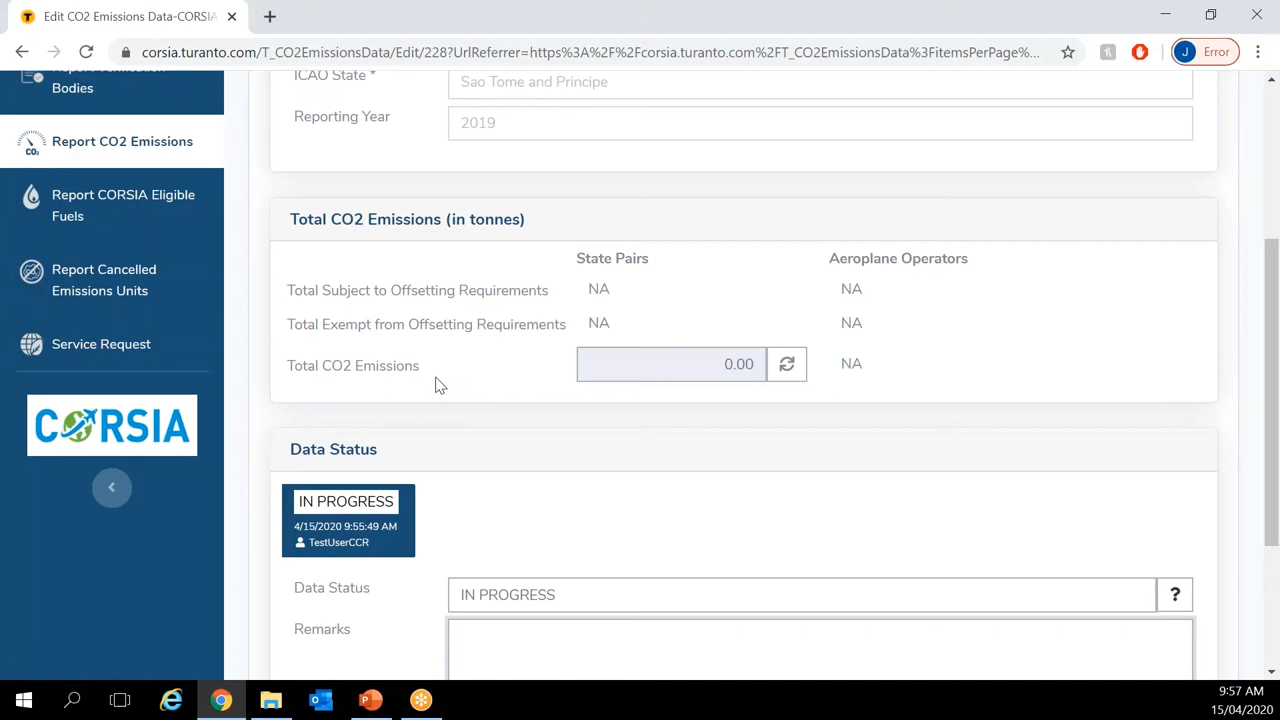 Edit CO2 Emissions Data-CORSIA
corsia.turanto.com/T_CO2EmissionsData/Edit/228?UrlReferrer=https%3A%2F%2Fcorsia.turanto.com%2FT_CO2EmissionsData%3FitemsPerPage%...
J Error
Bodies
Report CO2 Emissions
Report CORSIA Eligible
Fuels
Report Cancelled
Emissions Units
Service Request
CORSIA
ICAO State *
Sao Tome and Principe
Reporting Year
2019
Total CO2 Emissions (in tonnes)
State Pairs Aeroplane Operators
Total Subject to Offsetting Requirements NA NA
Total Exempt from Offsetting Requirements NA NA
Total CO2 Emissions 0.00 NA
Data Status
IN PROGRESS
4/15/2020 9:55:49 AM
TestUserCCR
Data Status IN PROGRESS ?
Remarks
9:57 AM
15/04/2020